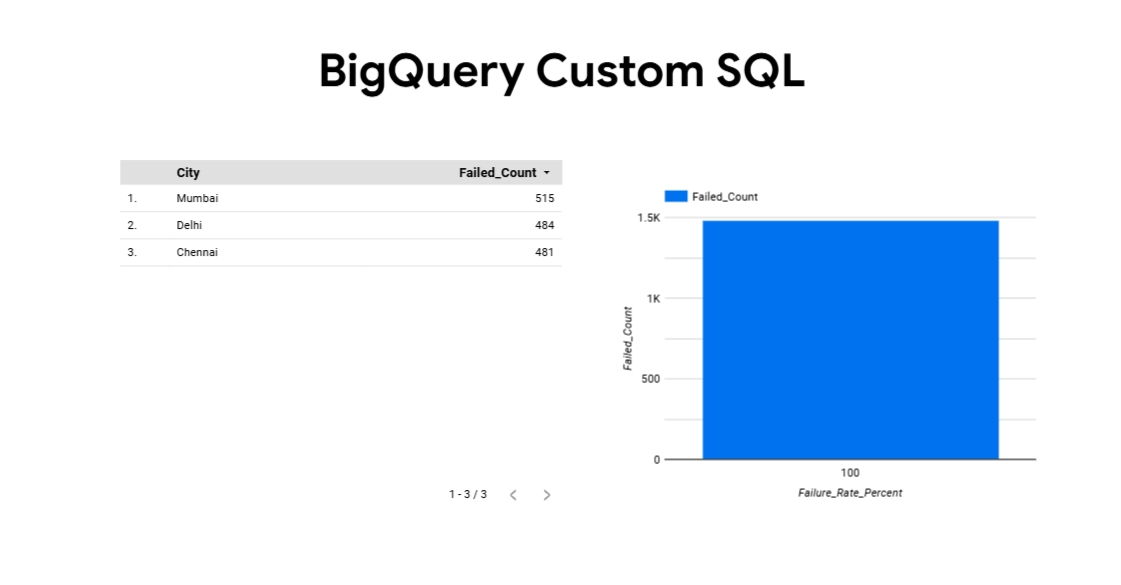 BigQuery Custom SQL
City Failed_Count
1. Mumbai 515
2. Delhi 484
3. Chennai 481
1 - 3 / 3
Failed_Count
1.5K
1K
500
0
Failed_Count
100
Failure_Rate_Percent